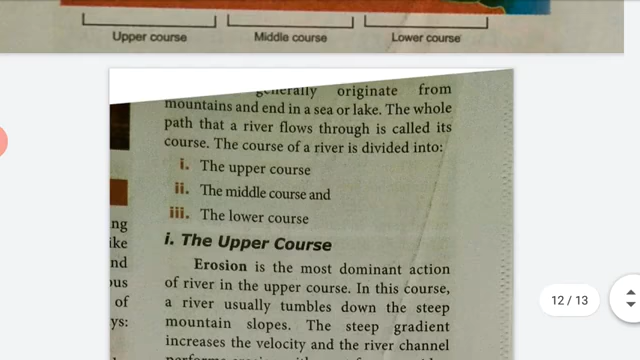 Upper course Middle course Lower course
generally originate from
mountains and end in a sea or lake. The whole
path that a river flows through is called its
course. The course of a river is divided into:
i. The upper course
ii. The middle course and
iii. The lower course
i. The Upper Course
Erosion is the most dominant action
of river in the upper course. In this course,
a river usually tumbles down the steep
mountain slopes. The steep gradient
increases the velocity and the river channel
ng
ike
nd
ous
of
ys:
12 / 13